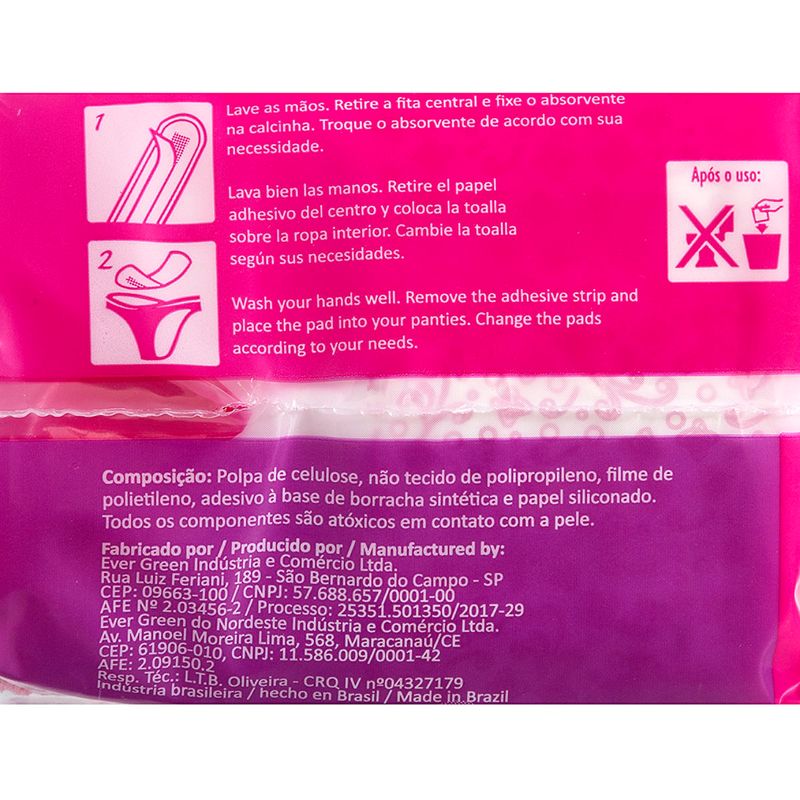 1
Lave as mãos. Retire a fita central e fixe o absorvente
na calcinha. Troque o absorvente de acordo com sua
necessidade.
Lava bien las manos. Retire el papel
adhesivo del centro y coloca la toalla
sobre la ropa interior. Cambie la toalla
según sus necesidades.
2
Wash your hands well. Remove the adhesive strip and
place the pad into your panties. Change the pads
according to your needs.
Após o uso:
Composição: Polpa de celulose, não tecido de polipropileno, filme de
polietileno, adesivo à base de borracha sintética e papel siliconado.
Todos os componentes são atóxicos em contato com a pele.
Fabricado por / Producido por / Manufactured by:
Ever Green Indústria e Comércio Ltda.
Rua Luiz Feriani, 189 - São Bernardo do Campo - SP
CEP: 09663-100 / CNPJ: 57.688.657/0001-00
AFE Nº 2.03456-2 / Processo: 25351.501350/2017-29
Ever Green do Nordeste Indústria e Comércio Ltda.
Av. Manoel Moreira Lima, 568, Maracanaú/CE
CEP: 61906-010, CNPJ: 11.586.009/0001-42
AFE: 2.09150.2
Resp. Téc.: L.T.B. Oliveira - CRQ IV nº04327179
Indústria brasileira / hecho en Brasil / Made in Brazil